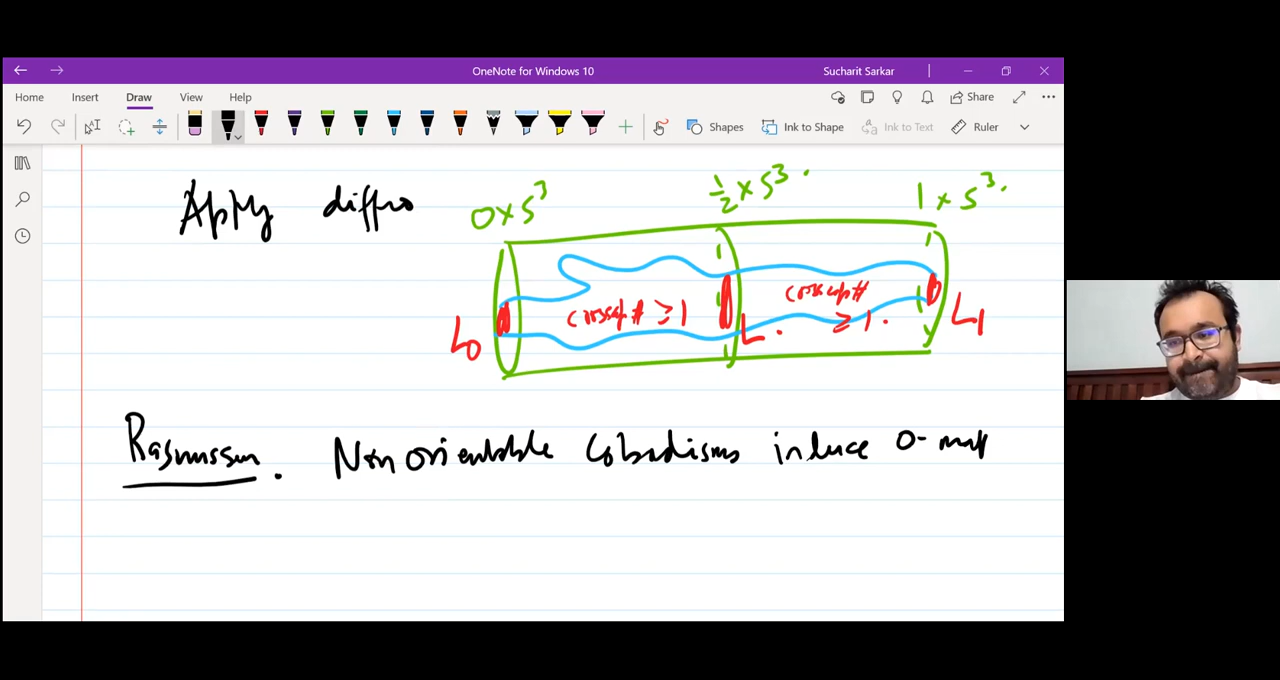 OneNote for Windows 10
Sucharit Sarkar
Home Insert Draw View Help
Share
Shapes Ink to Shape Ink to Text Ruler
Apply diffeo
0 × S³
½ × S³.
1 × S³.
crosscap# ≥ 1
crosscap#
≥ 1.
L₀
L.
L₁
Rasmussen. Nonorientable Cobordisms induce 0-map